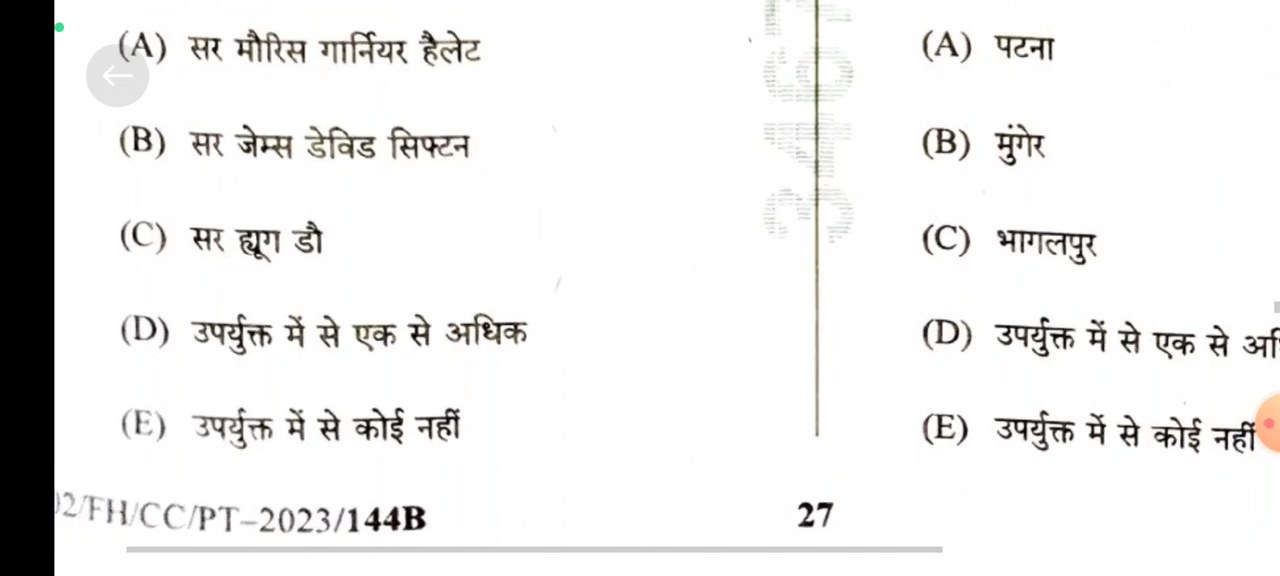 (A) सर मौरिस गार्नियर हैलेट
(B) सर जेम्स डेविड सिफ्टन
(C) सर ह्यूग डौ
(D) उपर्युक्त में से एक से अधिक
(E) उपर्युक्त में से कोई नहीं
(A) पटना
(B) मुंगेर
(C) भागलपुर
(D) उपर्युक्त में से एक से
(E) उपर्युक्त में से कोई नहीं
02/FH/CC/PT–2023/144B
27